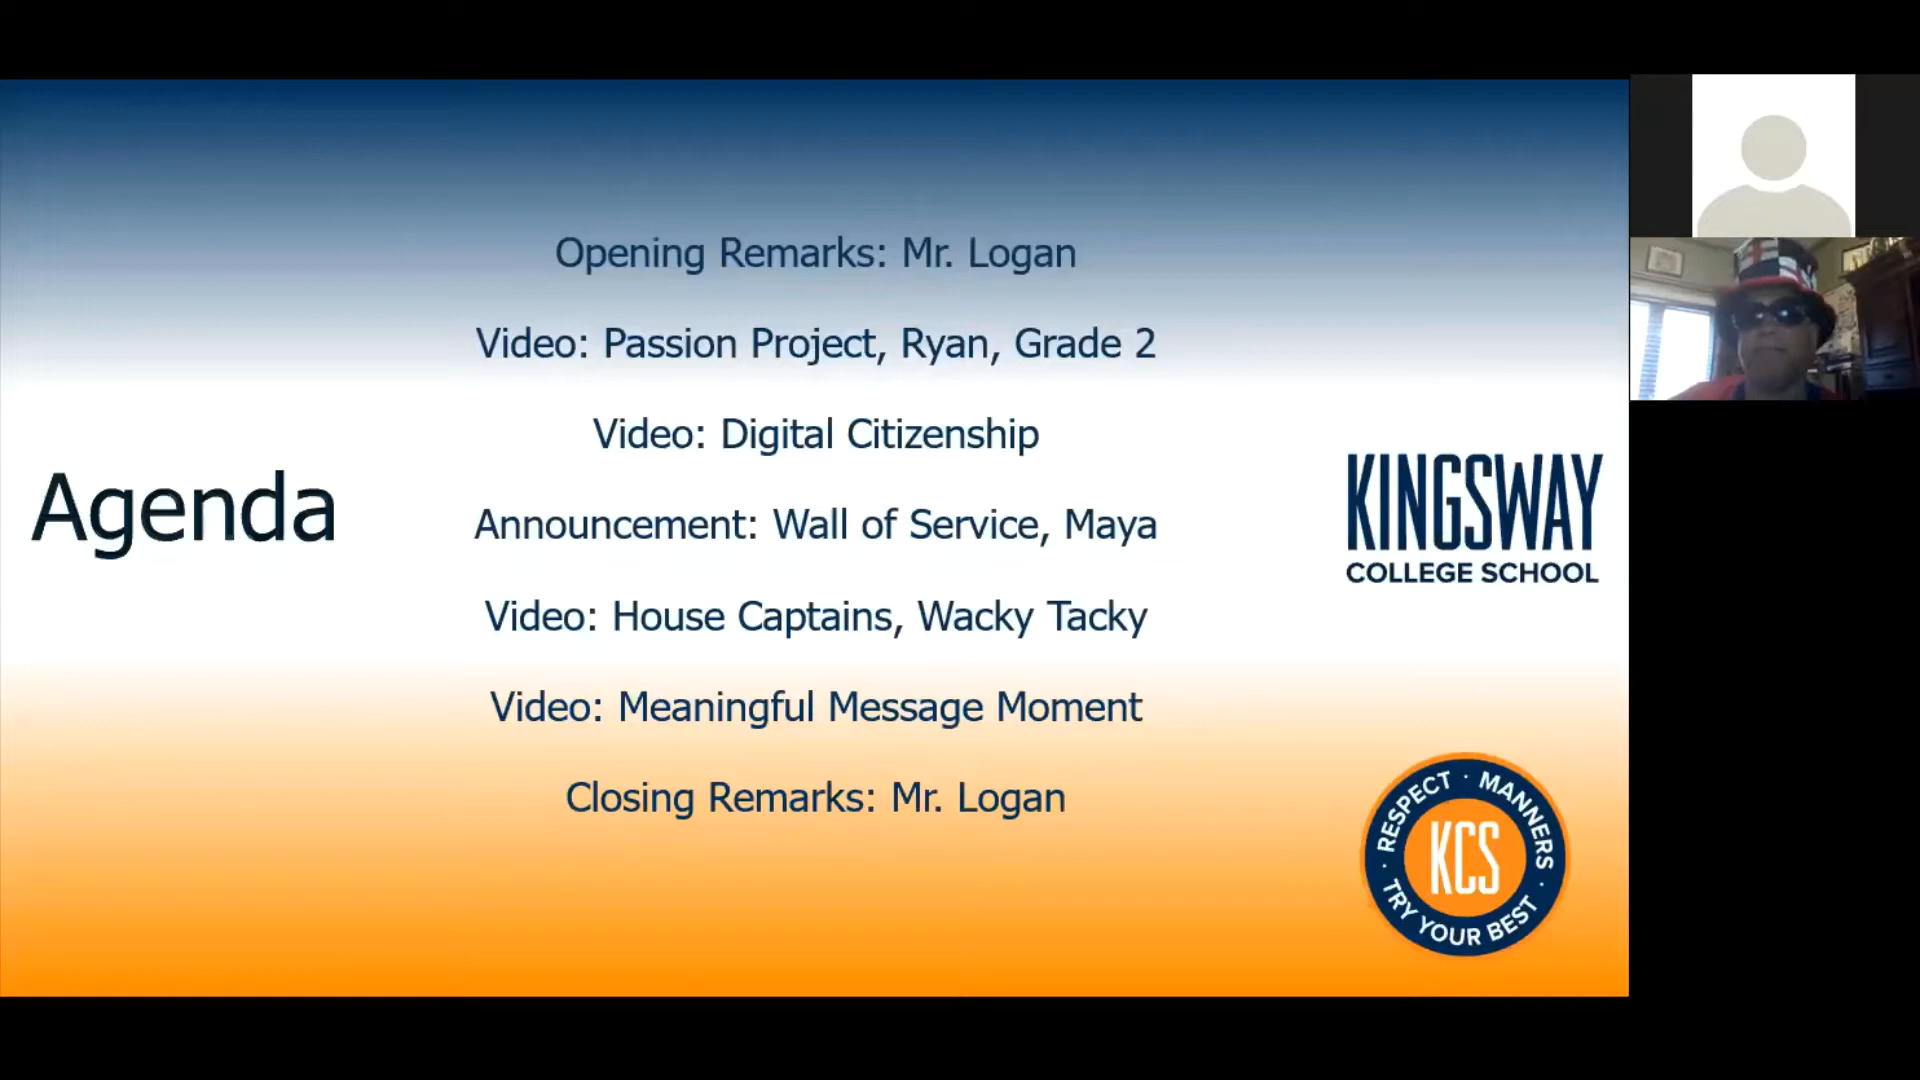 Agenda
Opening Remarks: Mr. Logan
Video: Passion Project, Ryan, Grade 2
Video: Digital Citizenship
Announcement: Wall of Service, Maya
Video: House Captains, Wacky Tacky
Video: Meaningful Message Moment
Closing Remarks: Mr. Logan
KINGSWAY
COLLEGE SCHOOL
· RESPECT · MANNERS ·
KCS
TRY YOUR BEST